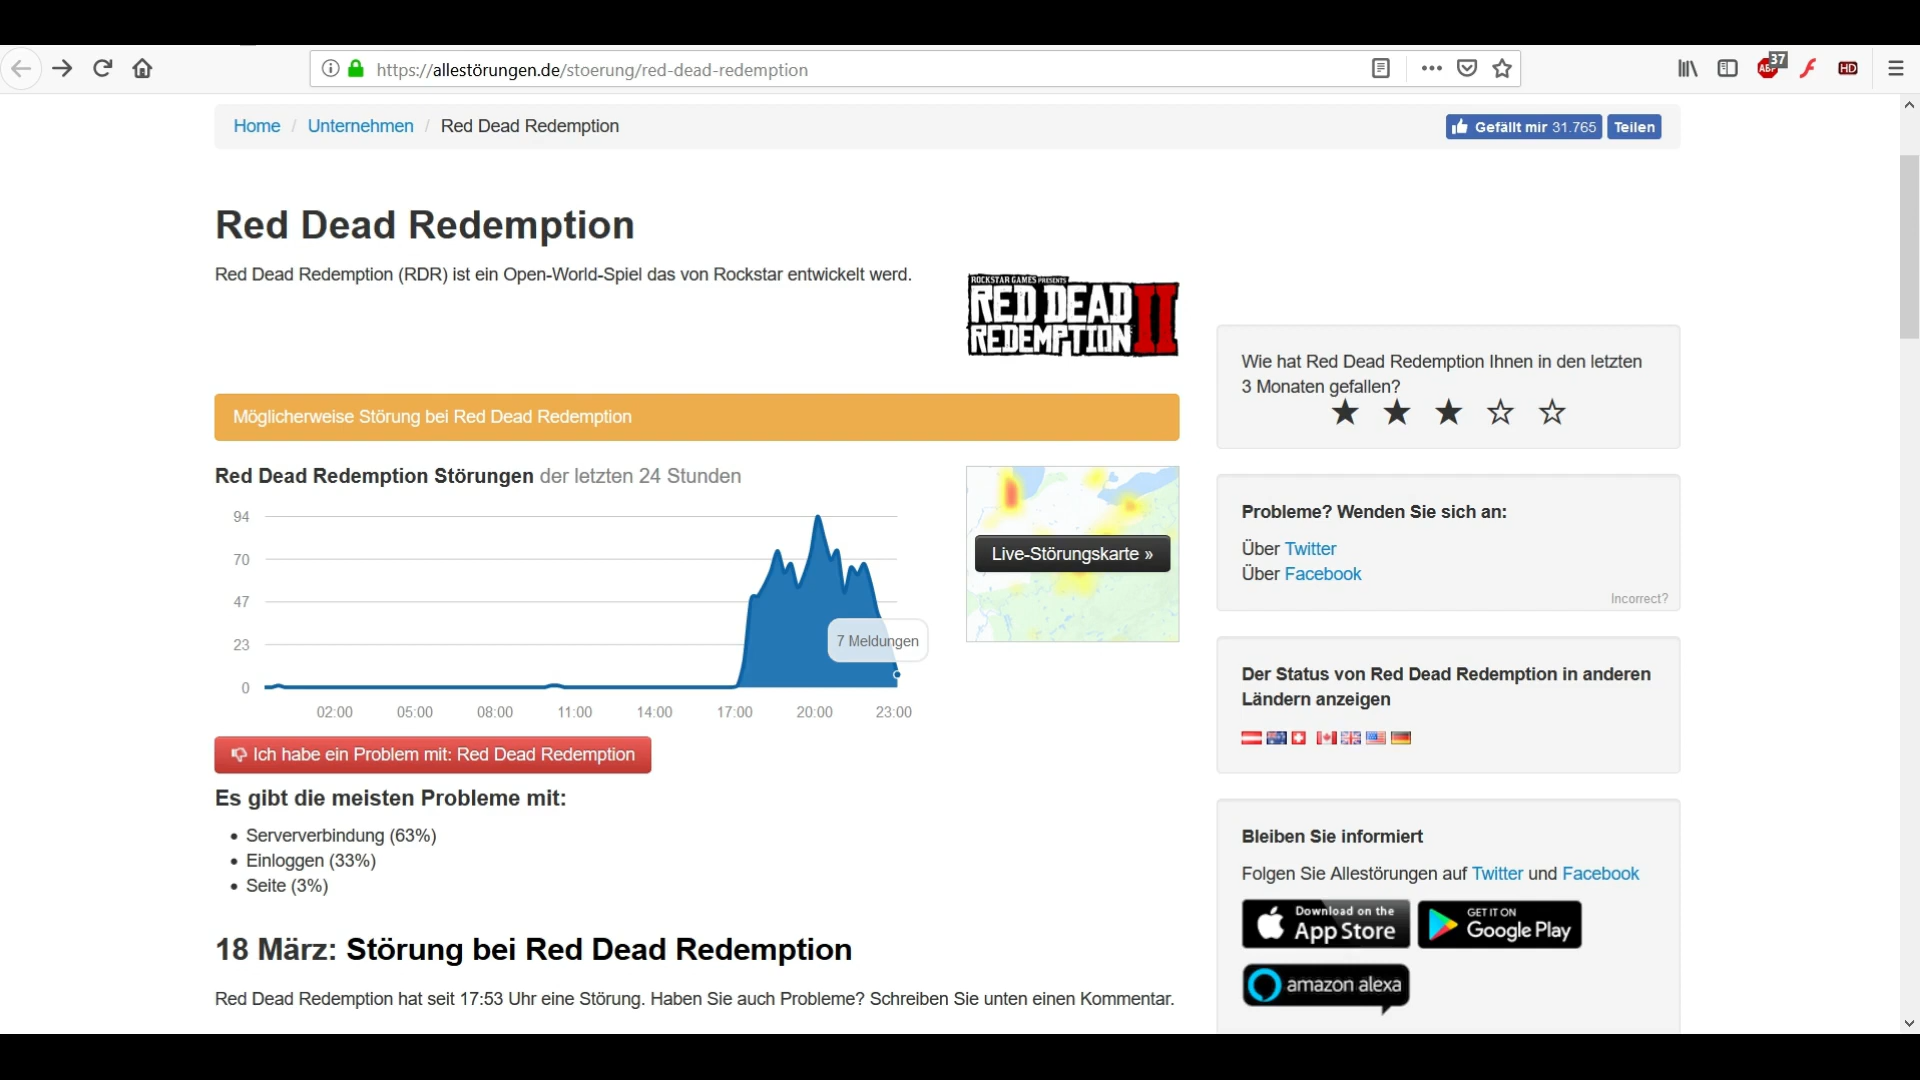 https://allestörungen.de/stoerung/red-dead-redemption
37
ABP
HD
Home / Unternehmen / Red Dead Redemption
Gefällt mir 31.765 Teilen
Red Dead Redemption
Red Dead Redemption (RDR) ist ein Open-World-Spiel das von Rockstar entwickelt werd.
ROCKSTAR GAMES PRESENTS
RED DEAD
REDEMPTION II
Möglicherweise Störung bei Red Dead Redemption
Red Dead Redemption Störungen der letzten 24 Stunden
94
70
47
23
0
7 Meldungen
02:00 05:00 08:00 11:00 14:00 17:00 20:00 23:00
Live-Störungskarte »
Ich habe ein Problem mit: Red Dead Redemption
Es gibt die meisten Probleme mit:
• Serververbindung (63%)
• Einloggen (33%)
• Seite (3%)
18 März: Störung bei Red Dead Redemption
Red Dead Redemption hat seit 17:53 Uhr eine Störung. Haben Sie auch Probleme? Schreiben Sie unten einen Kommentar.
Wie hat Red Dead Redemption Ihnen in den letzten
3 Monaten gefallen?
Probleme? Wenden Sie sich an:
Über Twitter
Über Facebook
Incorrect?
Der Status von Red Dead Redemption in anderen
Ländern anzeigen
Bleiben Sie informiert
Folgen Sie Allestörungen auf Twitter und Facebook
Download on the
App Store
GET IT ON
Google Play
amazon alexa